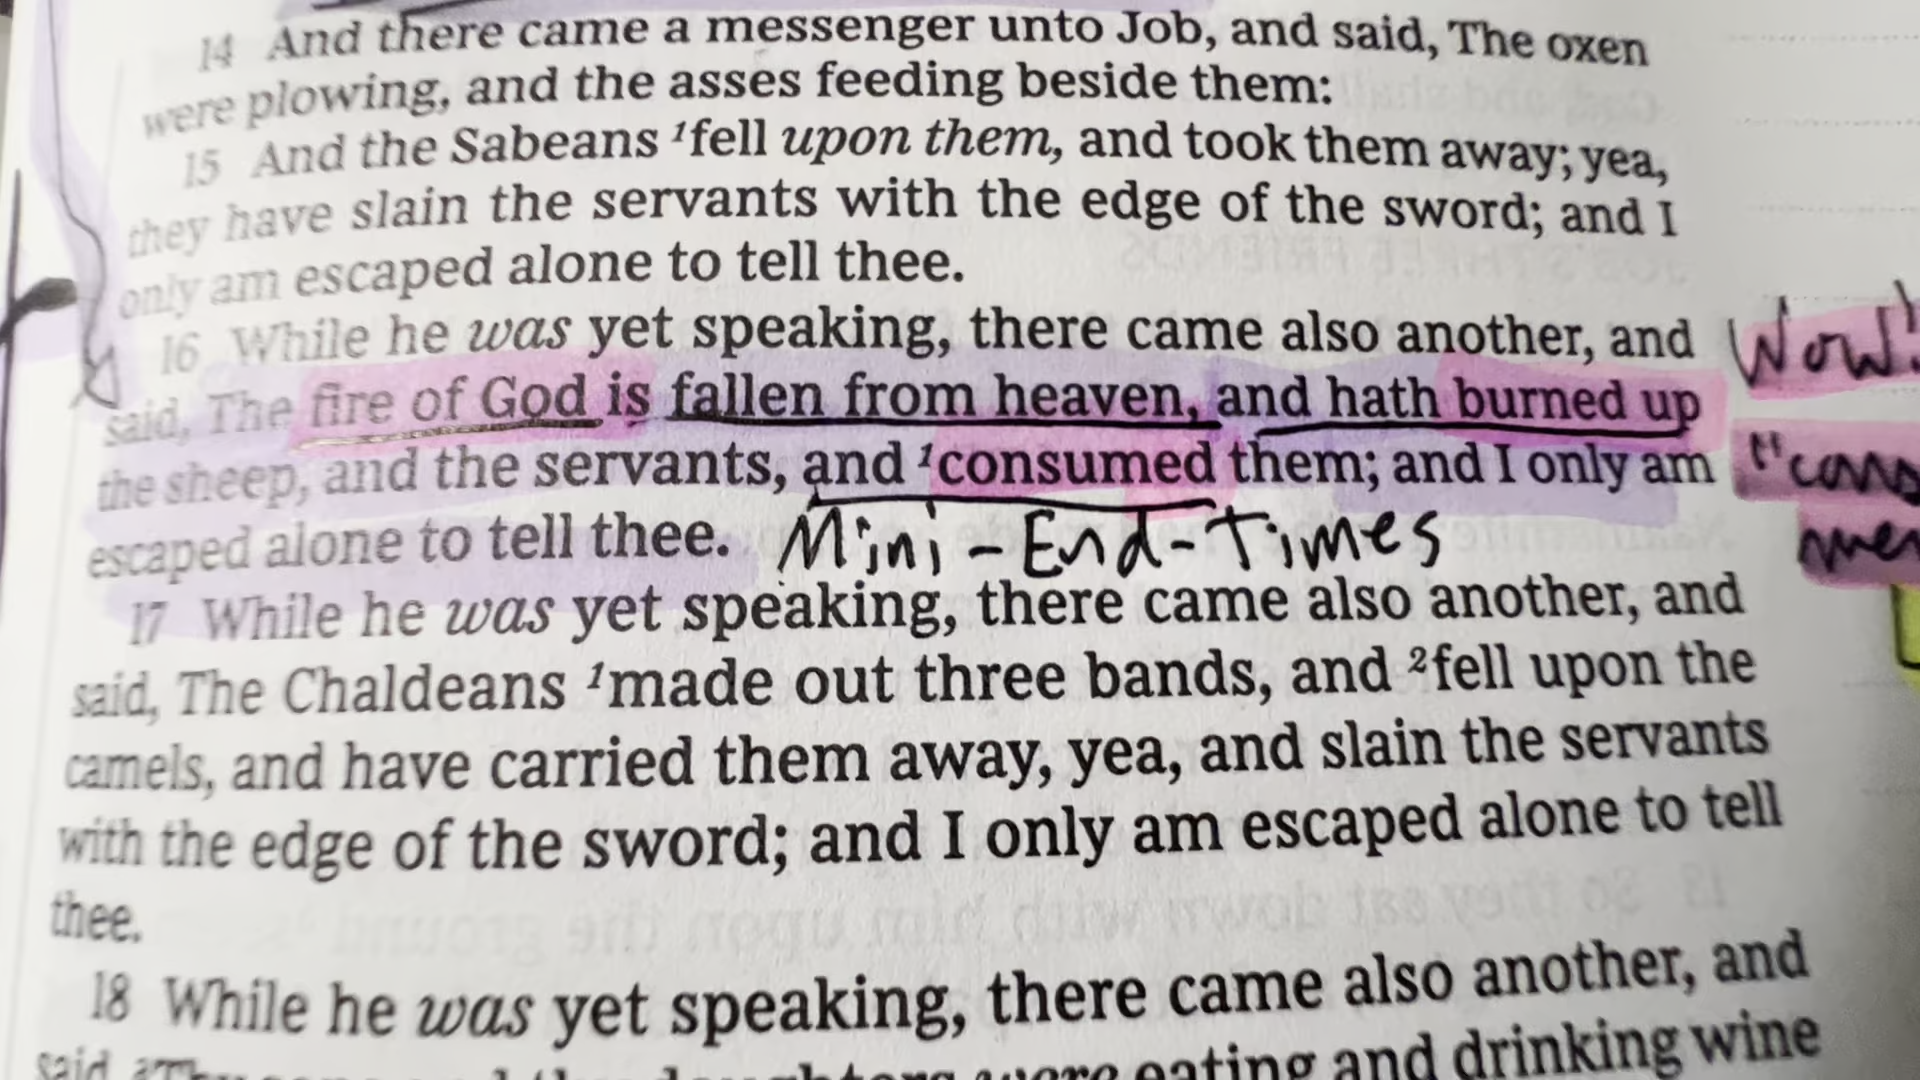 14 And there came a messenger unto Job, and said, The oxen
were plowing, and the asses feeding beside them:
15 And the Sabeans ¹fell upon them, and took them away; yea,
they have slain the servants with the edge of the sword; and I
only am escaped alone to tell thee.
16 While he was yet speaking, there came also another, and
Wow!
said, The fire of God is fallen from heaven, and hath burned up
the sheep, and the servants, and ¹consumed them; and I only am
escaped alone to tell thee.
Mini-End-Times
17 While he was yet speaking, there came also another, and
said, The Chaldeans ¹made out three bands, and ²fell upon the
camels, and have carried them away, yea, and slain the servants
with the edge of the sword; and I only am escaped alone to tell
thee.
18 While he was yet speaking, there came also another, and
said eating and drinking wine